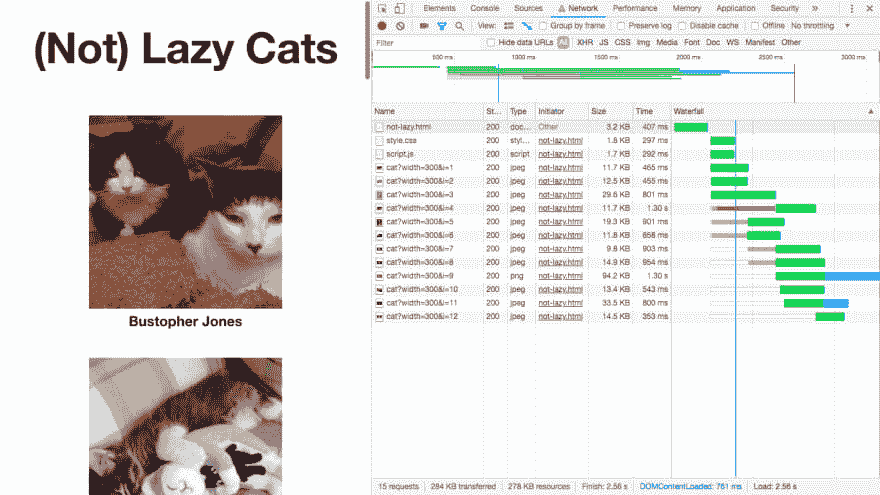 (Not) Lazy Cats
Bustopher Jones
Elements Console Sources Network Performance Memory Application Security »
View: Group by frame Preserve log Disable cache Offline No throttling
Filter Hide data URLs All XHR JS CSS Img Media Font Doc WS Manifest Other
500 ms 1000 ms 1500 ms 2000 ms 2500 ms 3000 ms
Name St... Type Initiator Size Time Waterfall
not-lazy.html 200 doc... Other 3.2 KB 407 ms
style.css 200 styl... not-lazy.html 1.8 KB 297 ms
script.js 200 script not-lazy.html 1.7 KB 292 ms
cat?width=300&i=1 200 jpeg not-lazy.html 11.7 KB 465 ms
cat?width=300&i=2 200 jpeg not-lazy.html 12.5 KB 455 ms
cat?width=300&i=3 200 jpeg not-lazy.html 29.6 KB 801 ms
cat?width=300&i=4 200 jpeg not-lazy.html 11.7 KB 1.30 s
cat?width=300&i=5 200 jpeg not-lazy.html 19.3 KB 901 ms
cat?width=300&i=6 200 jpeg not-lazy.html 11.8 KB 858 ms
cat?width=300&i=7 200 jpeg not-lazy.html 9.8 KB 903 ms
cat?width=300&i=8 200 jpeg not-lazy.html 14.9 KB 954 ms
cat?width=300&i=9 200 png not-lazy.html 94.2 KB 1.30 s
cat?width=300&i=10 200 jpeg not-lazy.html 13.4 KB 543 ms
cat?width=300&i=11 200 jpeg not-lazy.html 33.5 KB 800 ms
cat?width=300&i=12 200 jpeg not-lazy.html 14.5 KB 353 ms
15 requests 284 KB transferred 278 KB resources Finish: 2.56 s DOMContentLoaded: 761 ms Load: 2.56 s